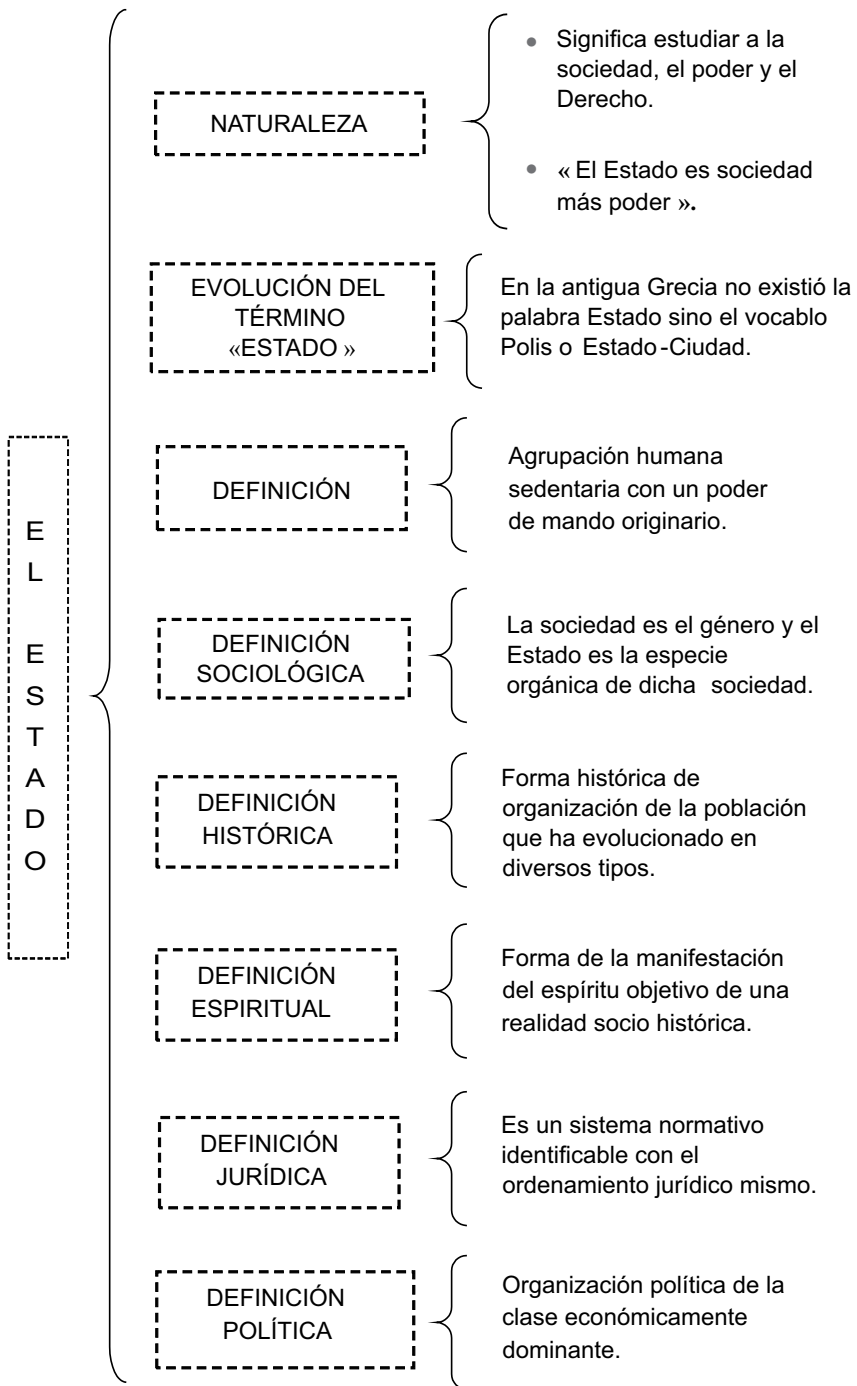 EL ESTADO
NATURALEZA
• Significa estudiar a la
sociedad, el poder y el
Derecho.
• « El Estado es sociedad
más poder ».
EVOLUCIÓN DEL
TÉRMINO
«ESTADO »
En la antigua Grecia no existió la
palabra Estado sino el vocablo
Polis o Estado-Ciudad.
DEFINICIÓN
Agrupación humana
sedentaria con un poder
de mando originario.
DEFINICIÓN
SOCIOLÓGICA
La sociedad es el género y el
Estado es la especie
orgánica de dicha sociedad.
DEFINICIÓN
HISTÓRICA
Forma histórica de
organización de la población
que ha evolucionado en
diversos tipos.
DEFINICIÓN
ESPIRITUAL
Forma de la manifestación
del espíritu objetivo de una
realidad socio histórica.
DEFINICIÓN
JURÍDICA
Es un sistema normativo
identificable con el
ordenamiento jurídico mismo.
DEFINICIÓN
POLÍTICA
Organización política de la
clase económicamente
dominante.